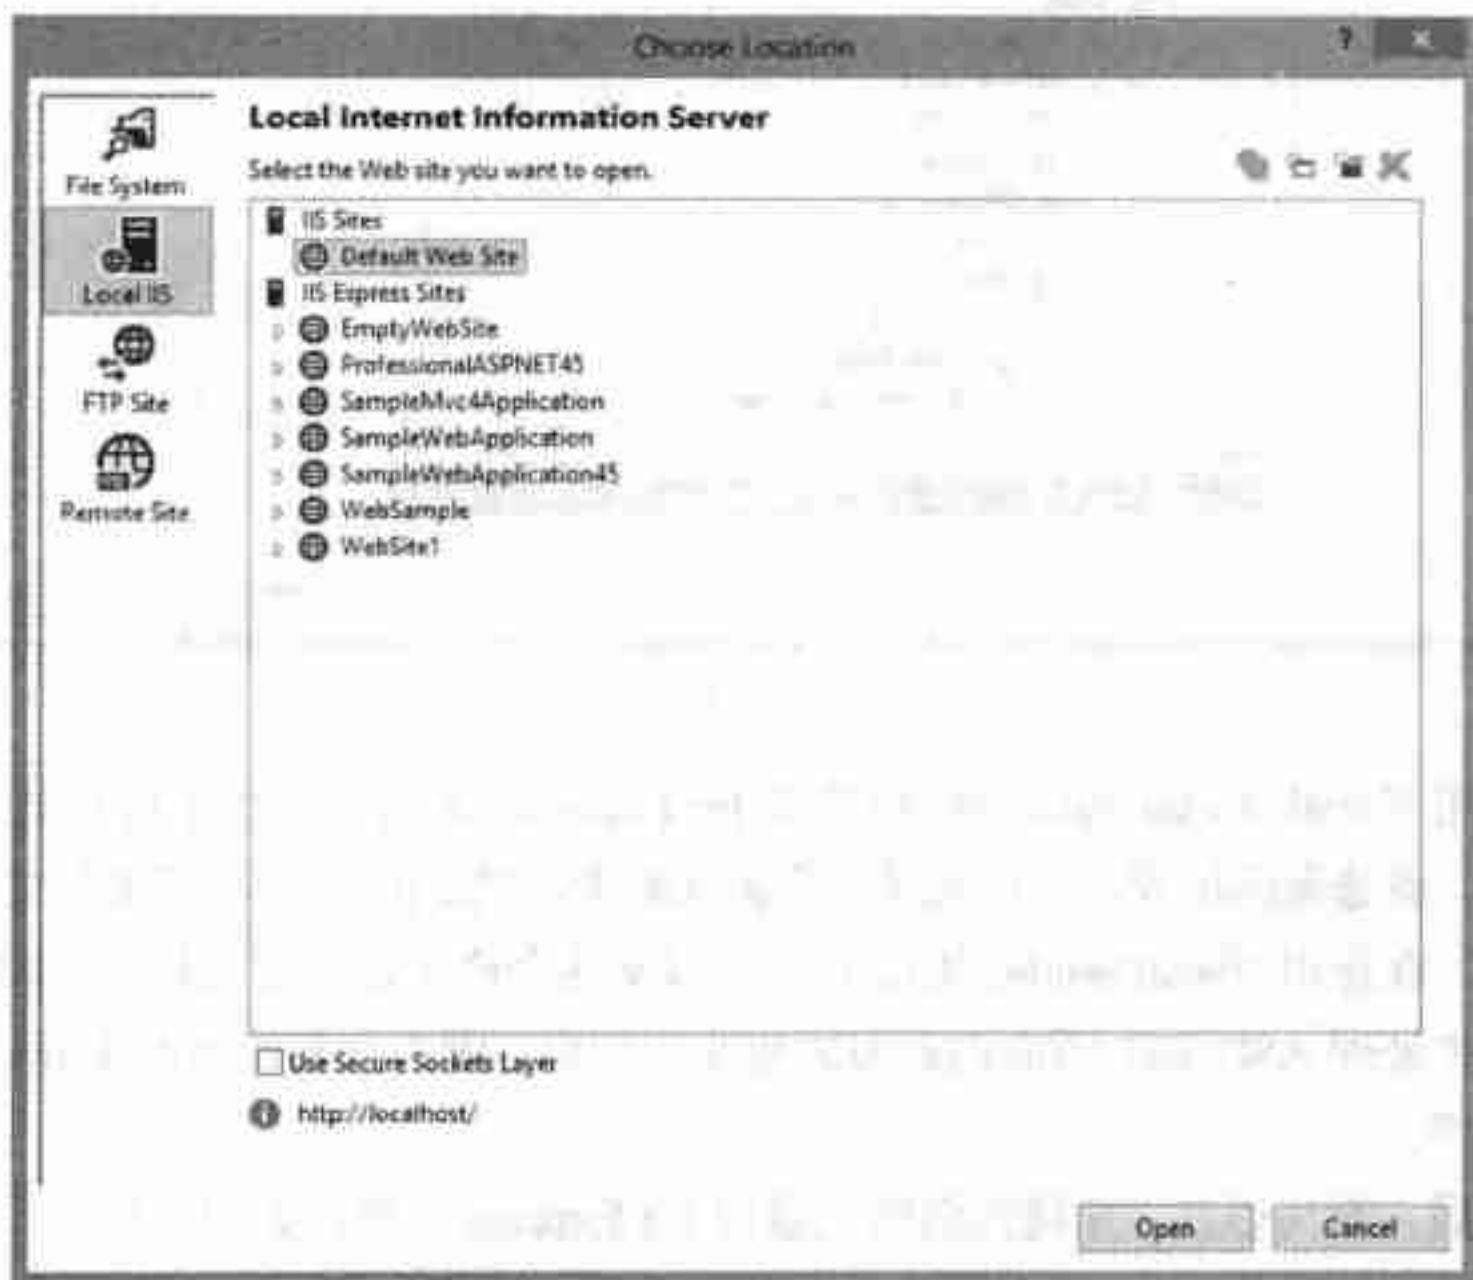 Choose Location
?
File System
Local IIS
FTP Site
Remote Site
Local Internet Information Server
Select the Web site you want to open.
IIS Sites
Default Web Site
IIS Express Sites
EmptyWebSite
ProfessionalASPNET45
SampleMvc4Application
SampleWebApplication
SampleWebApplication45
WebSample
WebSite1
Use Secure Sockets Layer
http://localhost/
Open
Cancel